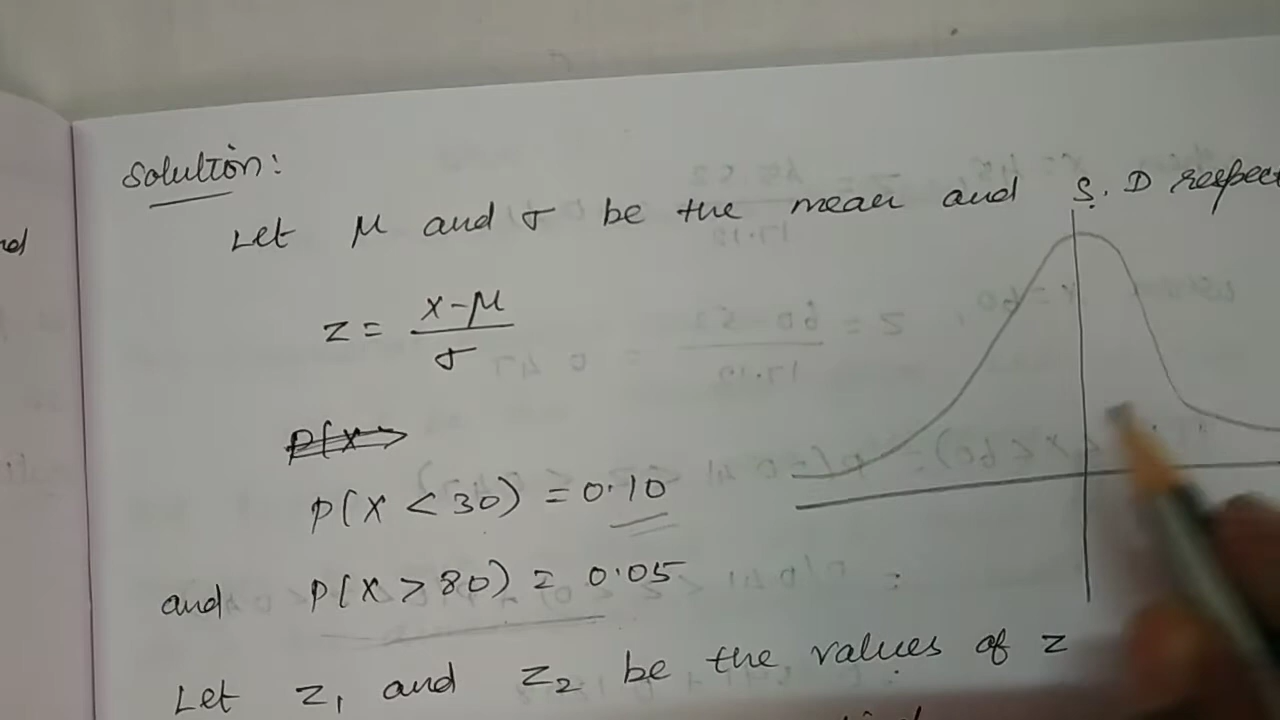 Solution:
Let μ and σ be the mean and S.D respect
z = x-μ / σ
P(X < 30) = 0.10
and P(X > 80) = 0.05
Let z₁ and z₂ be the values of z